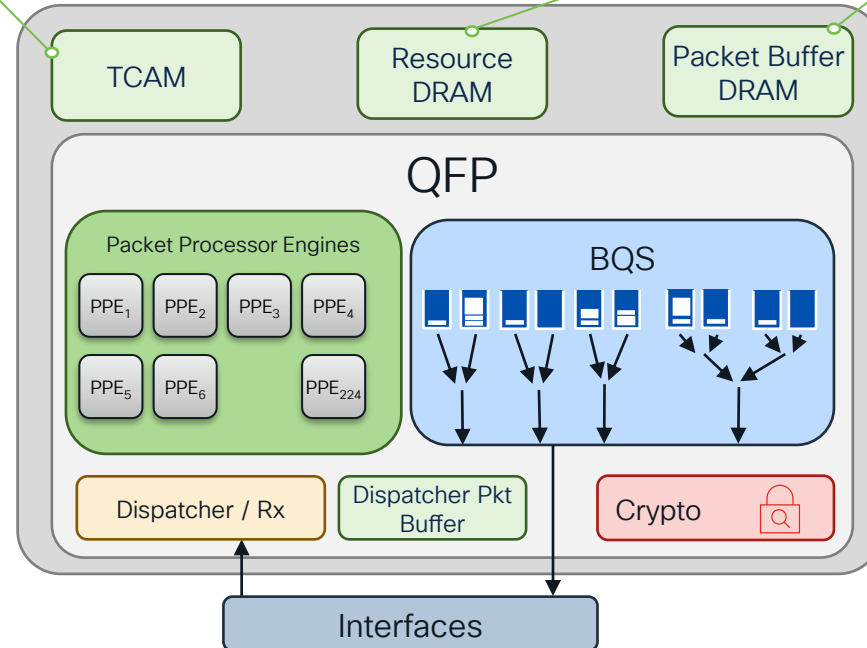 TCAM
Resource
DRAM
Packet Buffer
DRAM
QFP
Packet Processor Engines
PPE₁
PPE₂
PPE₃
PPE₄
PPE₅
PPE₆
PPE₂₂₄
BQS
Dispatcher / Rx
Dispatcher Pkt
Buffer
Crypto
Interfaces